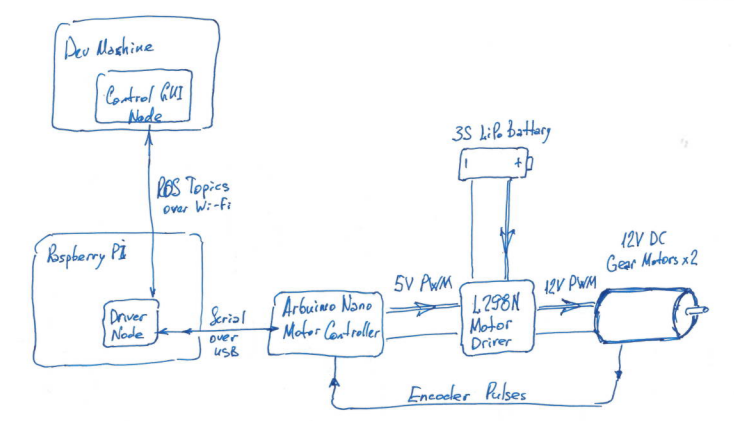 Dev Machine
Control GUI
Node
ROS Topics
over Wi-Fi
Raspberry Pi
Driver
Node
Serial
over
USB
Arduino Nano
Motor Controller
5V PWM
3S LiPo Battery
- +
L298N
Motor
Driver
12V PWM
12V DC
Gear Motors x2
Encoder Pulses